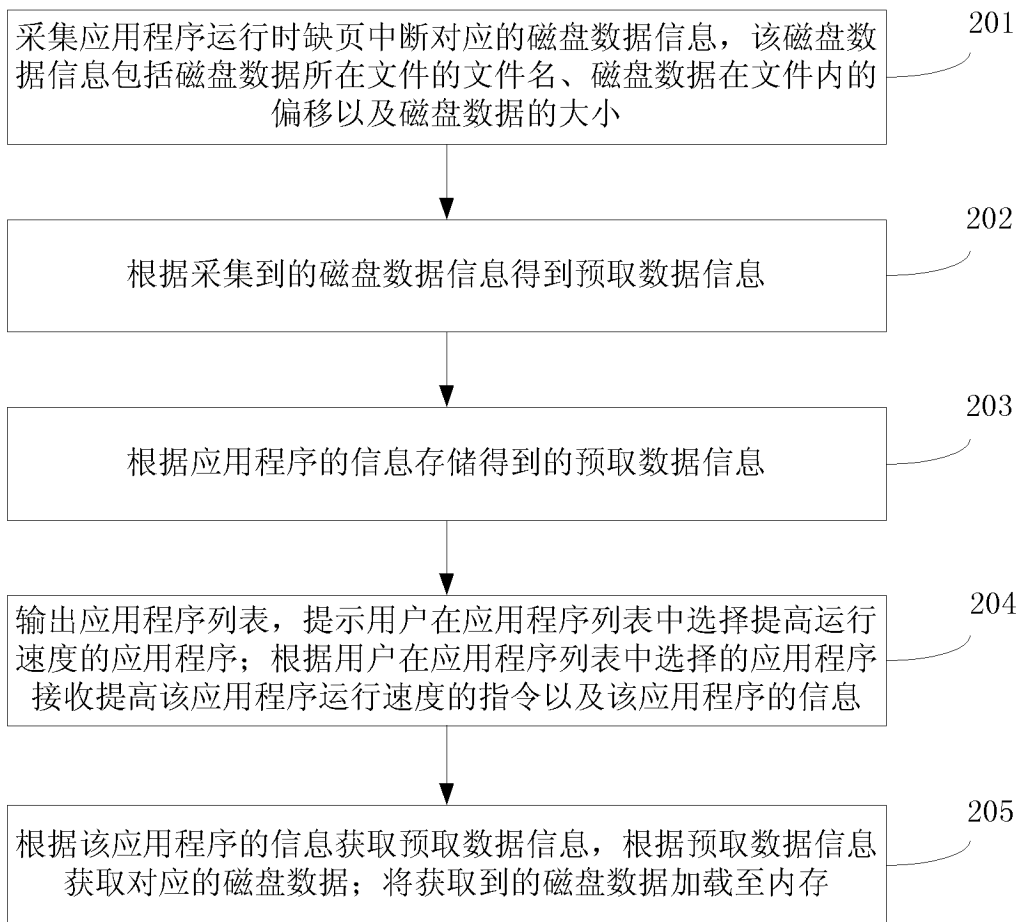 采集应用程序运行时缺页中断对应的磁盘数据信息，该磁盘数
据信息包括磁盘数据所在文件的文件名、磁盘数据在文件内的
偏移以及磁盘数据的大小
201
根据采集到的磁盘数据信息得到预取数据信息
202
根据应用程序的信息存储得到的预取数据信息
203
输出应用程序列表，提示用户在应用程序列表中选择提高运行
速度的应用程序；根据用户在应用程序列表中选择的应用程序
接收提高该应用程序运行速度的指令以及该应用程序的信息
204
根据该应用程序的信息获取预取数据信息，根据预取数据信息
获取对应的磁盘数据；将获取到的磁盘数据加载至内存
205